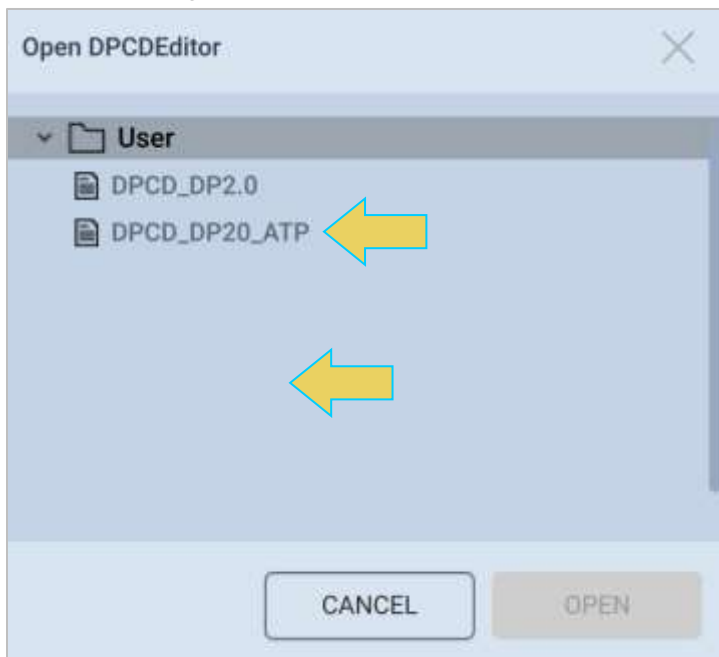 Open DPCDEditor
User
DPCD_DP2.0
DPCD_DP20_ATP
CANCEL OPEN